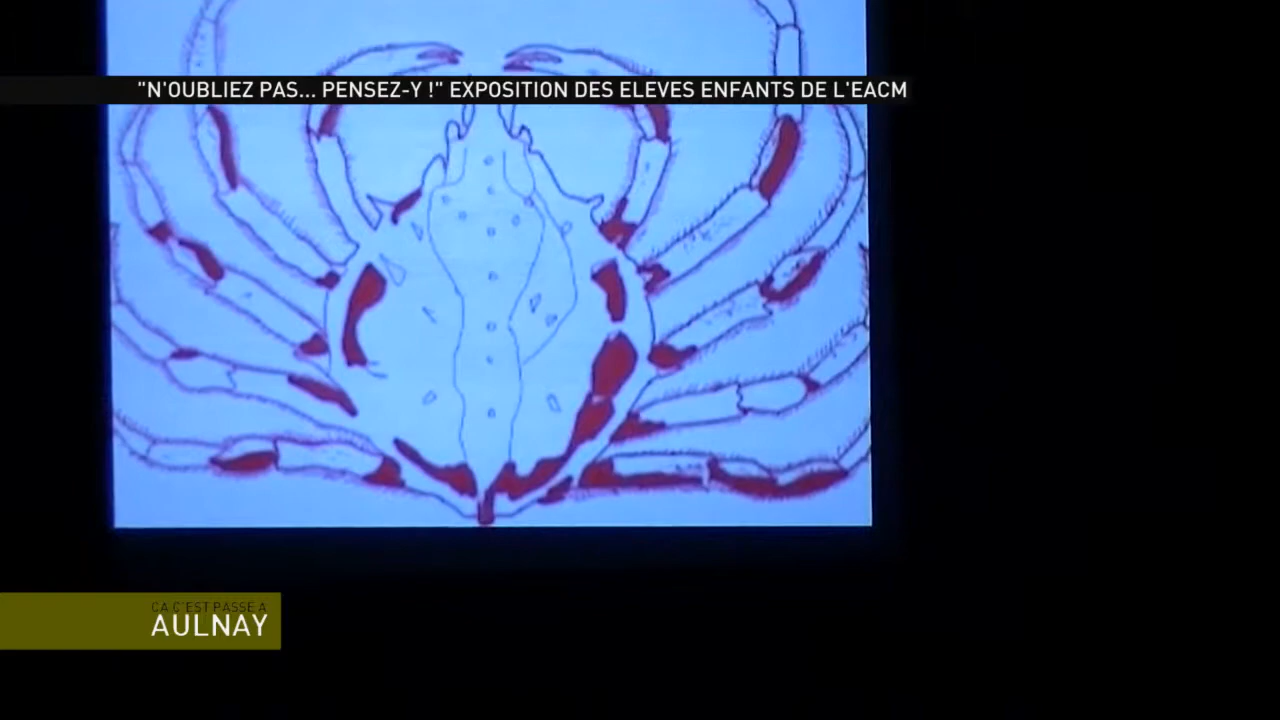 "N'OUBLIEZ PAS... PENSEZ-Y !" EXPOSITION DES ELEVES ENFANTS DE L'EACM
CA C'EST PASSE A
AULNAY